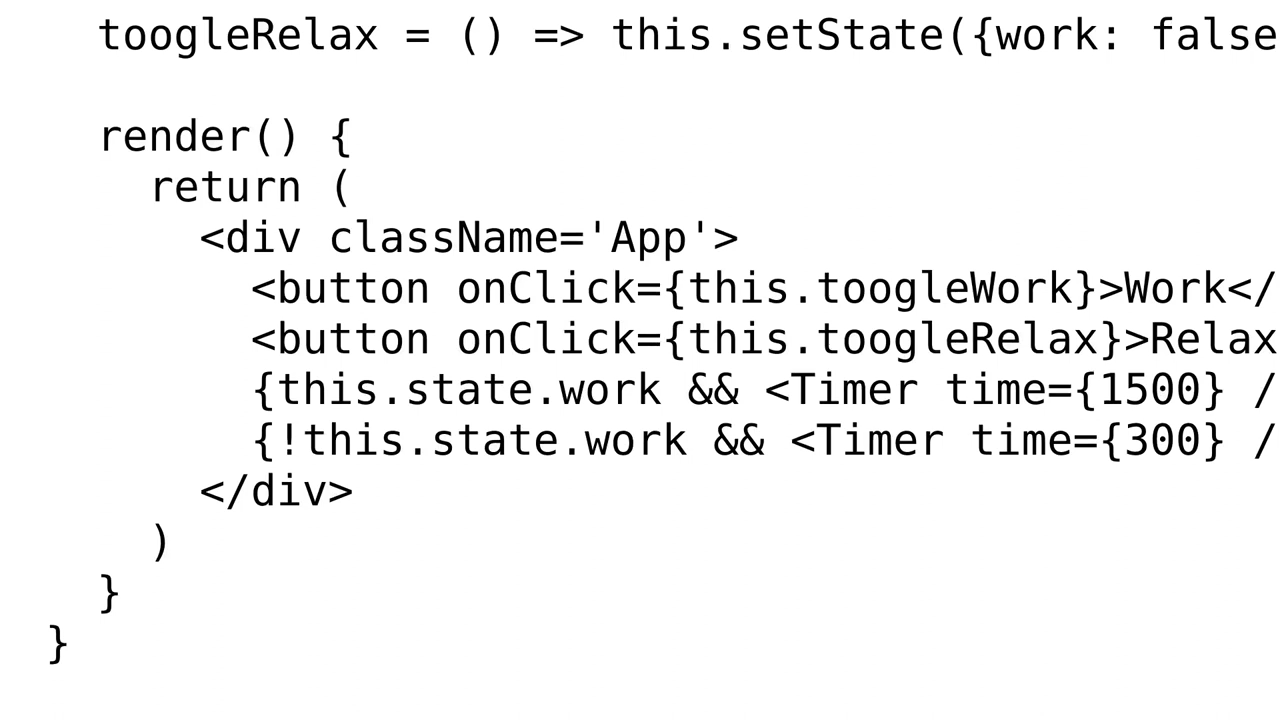 toogleRelax = () => this.setState({work: false
render() {
return (
<div className='App'>
<button onClick={this.toogleWork}>Work</
<button onClick={this.toogleRelax}>Relax
{this.state.work && <Timer time={1500} /
{!this.state.work && <Timer time={300} /
</div>
)
}
}